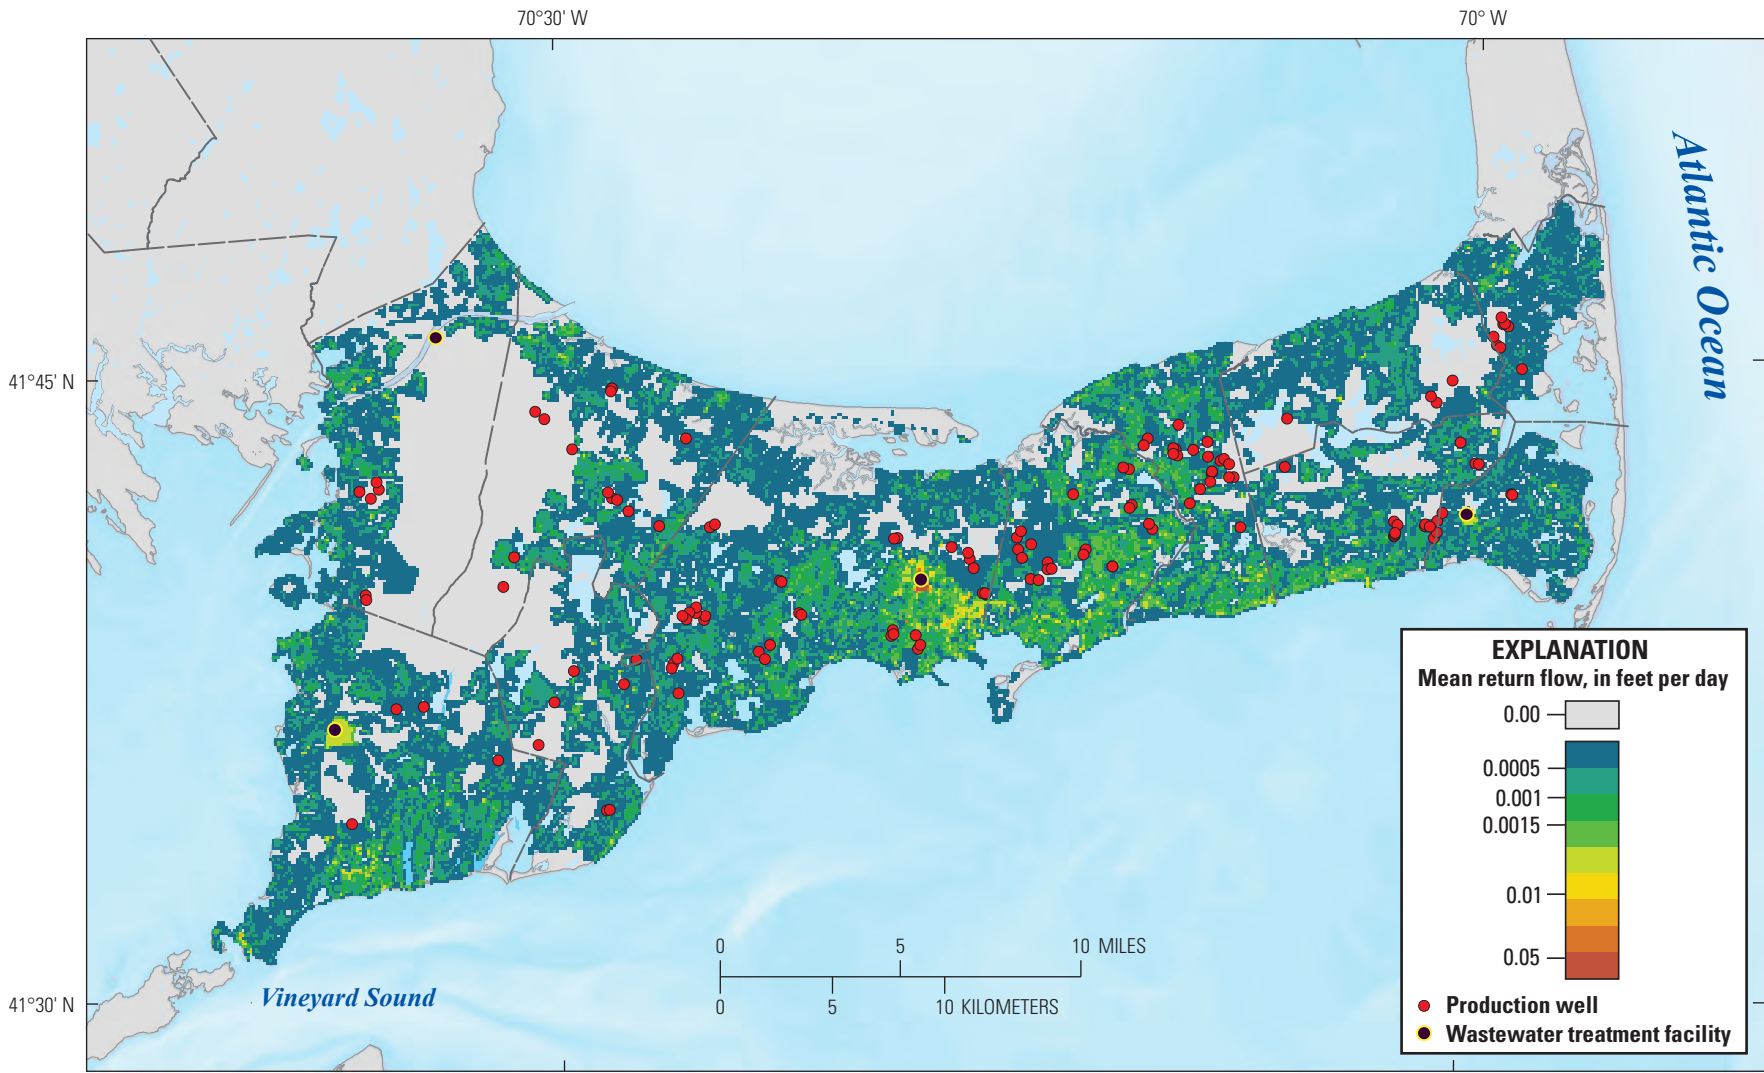 70°30' W
70° W
Atlantic Ocean
41°45' N
41°30' N
Vineyard Sound
0 5 10 MILES
0 5 10 KILOMETERS
EXPLANATION
Mean return flow, in feet per day
0.00
0.0005
0.001
0.0015
0.01
0.05
Production well
Wastewater treatment facility